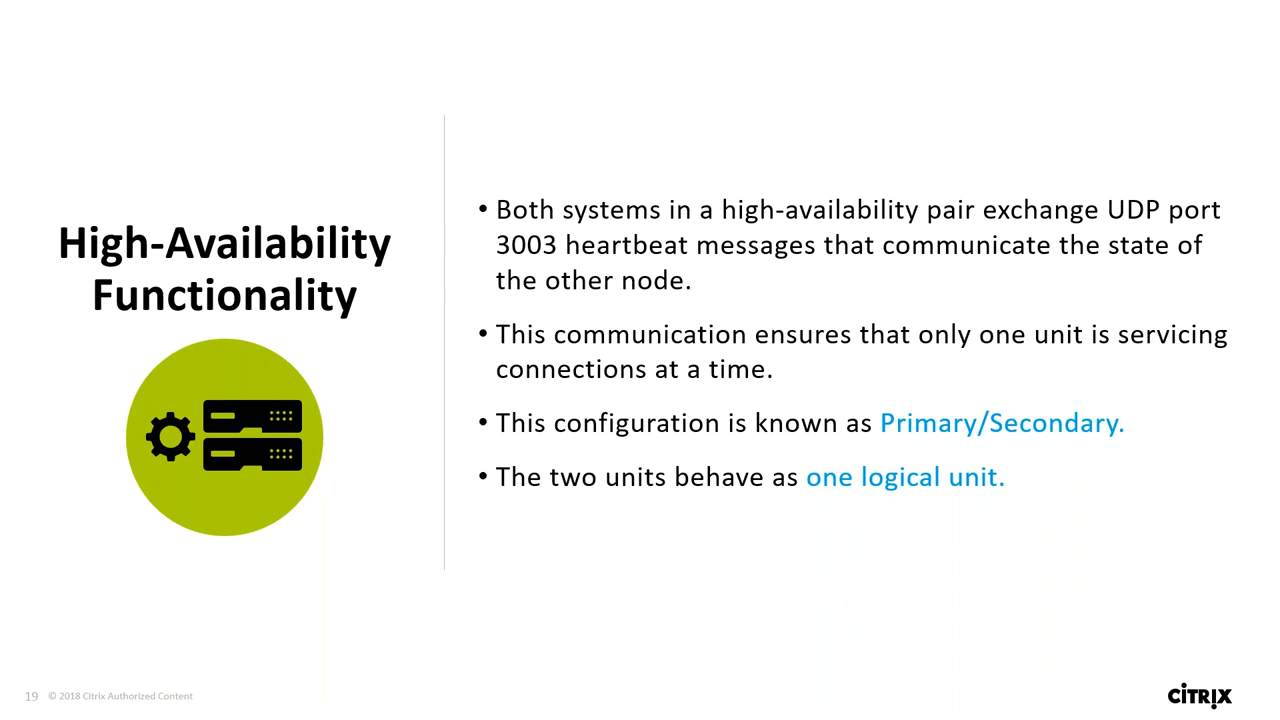 High-Availability
Functionality
• Both systems in a high-availability pair exchange UDP port
3003 heartbeat messages that communicate the state of
the other node.
• This communication ensures that only one unit is servicing
connections at a time.
• This configuration is known as Primary/Secondary.
• The two units behave as one logical unit.
19 © 2018 Citrix Authorized Content
CİTRIX